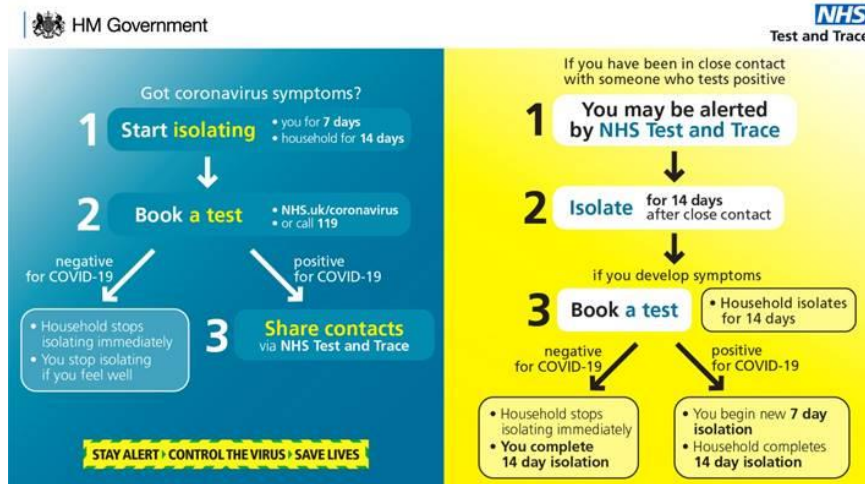 HM Government
NHS
Test and Trace
Got coronavirus symptoms?
1
Start isolating
• you for 7 days
• household for 14 days
2
Book a test
• NHS.uk/coronavirus
• or call 119
negative
for COVID-19
positive
for COVID-19
• Household stops
isolating immediately
• You stop isolating
if you feel well
3
Share contacts
via NHS Test and Trace
STAY ALERT CONTROL THE VIRUS SAVE LIVES
If you have been in close contact
with someone who tests positive
1
You may be alerted
by NHS Test and Trace
2
Isolate
for 14 days
after close contact
if you develop symptoms
3
Book a test
• Household isolates
for 14 days
negative
for COVID-19
positive
for COVID-19
• Household stops
isolating immediately
• You complete
14 day isolation
• You begin new 7 day
isolation
• Household completes
14 day isolation